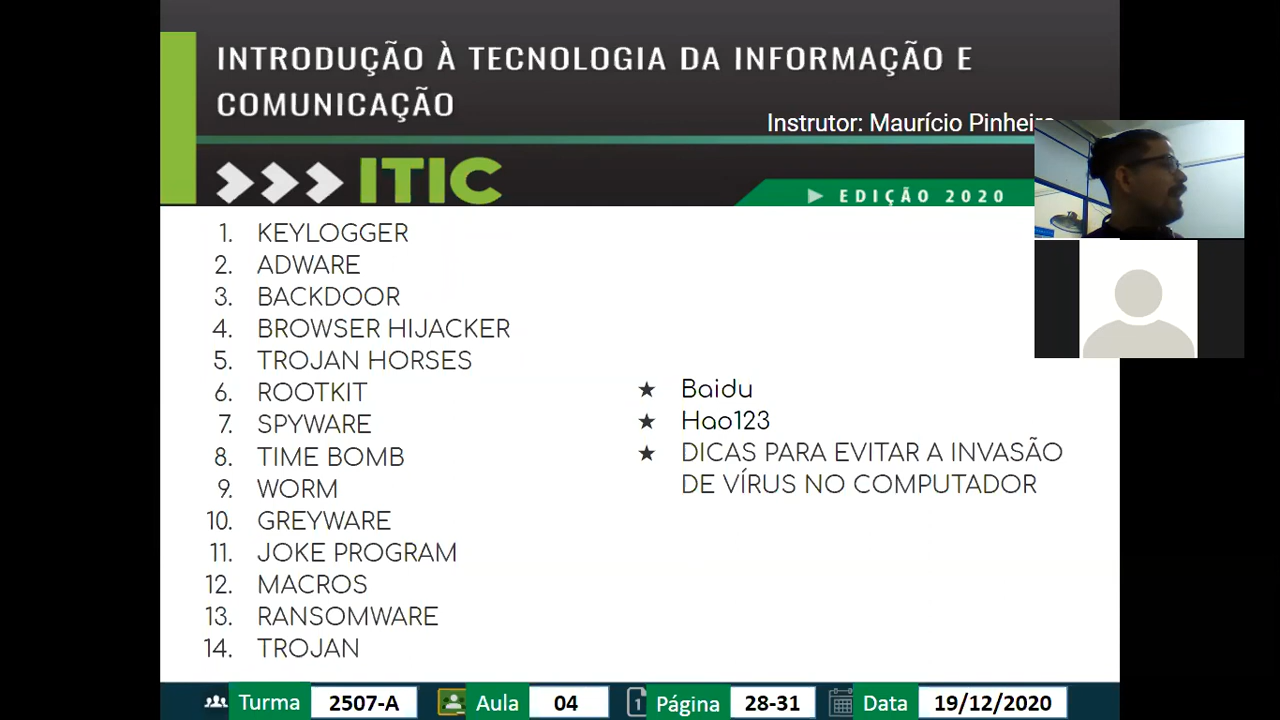 INTRODUÇÃO À TECNOLOGIA DA INFORMAÇÃO E
COMUNICAÇÃO
Instrutor: Maurício Pinheiro
ITIC
EDIÇÃO 2020
1. KEYLOGGER
2. ADWARE
3. BACKDOOR
4. BROWSER HIJACKER
5. TROJAN HORSES
6. ROOTKIT
7. SPYWARE
8. TIME BOMB
9. WORM
10. GREYWARE
11. JOKE PROGRAM
12. MACROS
13. RANSOMWARE
14. TROJAN
★ Baidu
★ Hao123
★ DICAS PARA EVITAR A INVASÃO
DE VÍRUS NO COMPUTADOR
Turma 2507-A Aula 04 1 Página 28-31 Data 19/12/2020